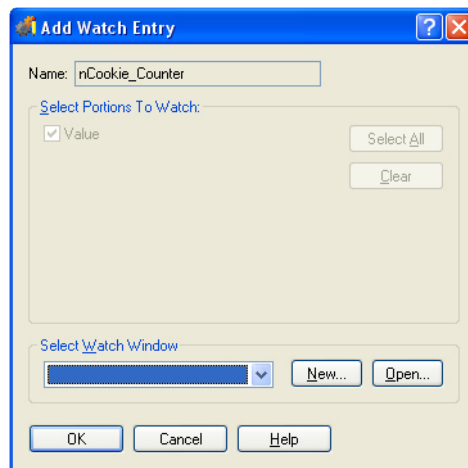 Add Watch Entry
Name: nCookie_Counter
Select Portions To Watch:
Value
Select All
Clear
Select Watch Window
New... Open...
OK Cancel Help